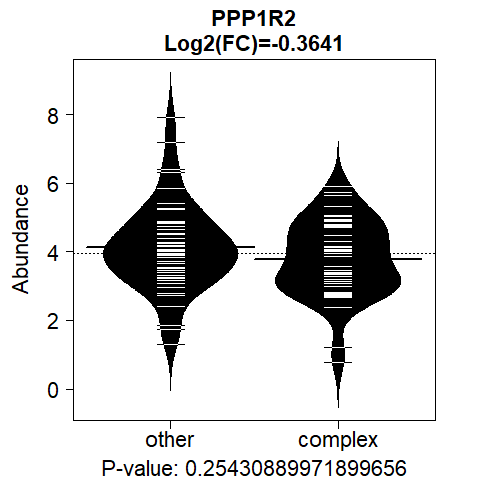 PPP1R2
Log2(FC)=-0.3641
Abundance
8
6
4
2
0
other complex
P-value: 0.25430889971899656